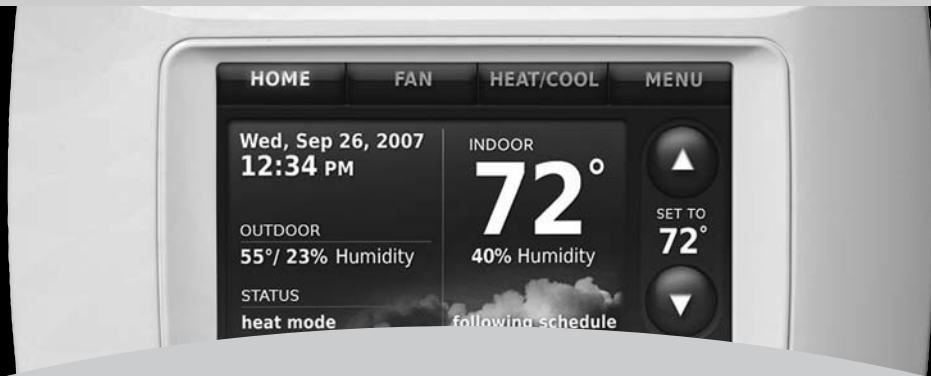 HOME FAN HEAT/COOL MENU
Wed, Sep 26, 2007
12:34 PM
OUTDOOR
55°/ 23% Humidity
STATUS
heat mode
INDOOR
72°
40% Humidity
following schedule
SET TO
72°